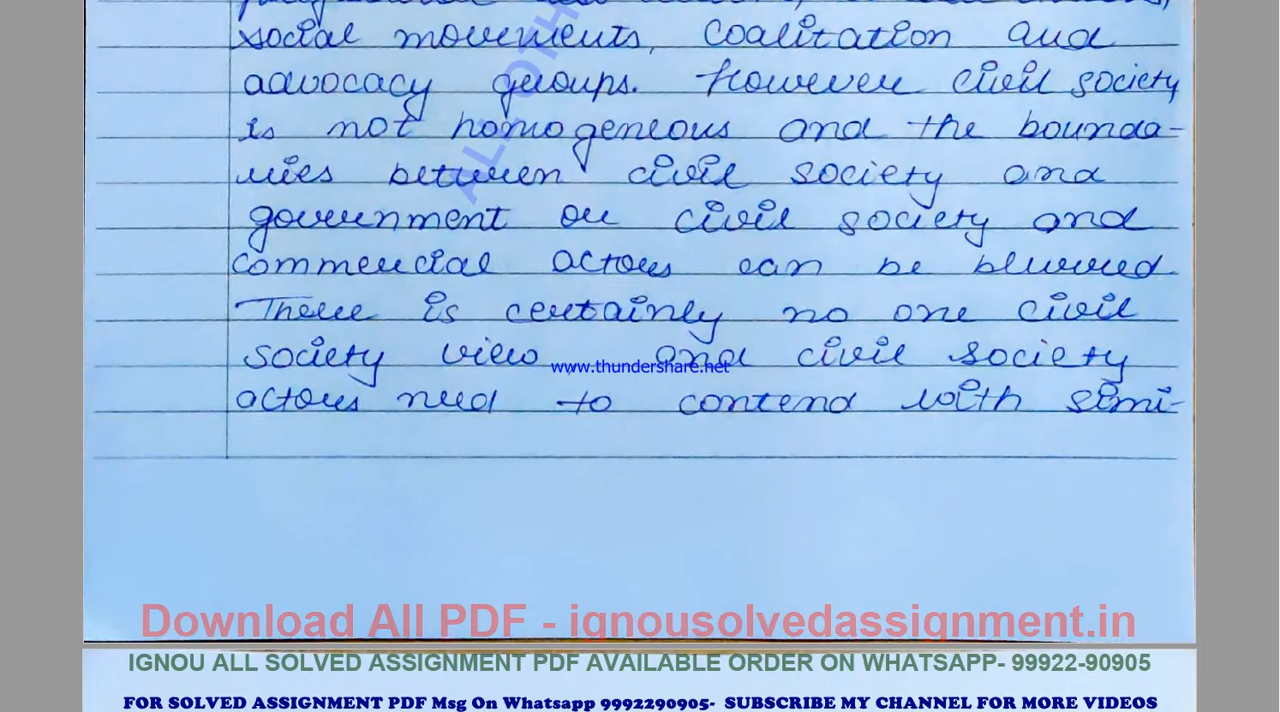 social movements, coalitation and
advocacy groups. However civil society
is not homogeneous and the bounda-
ries between civil society and
government or civil society and
commercial actors can be blurred.
There is certainly no one civil
society view and civil society
www.thundershare.net
actors need to contend with simi-
Download All PDF - ignousolvedassignment.in
IGNOU ALL SOLVED ASSIGNMENT PDF AVAILABLE ORDER ON WHATSAPP- 99922-90905
FOR SOLVED ASSIGNMENT PDF Msg On Whatsapp 9992290905- SUBSCRIBE MY CHANNEL FOR MORE VIDEOS